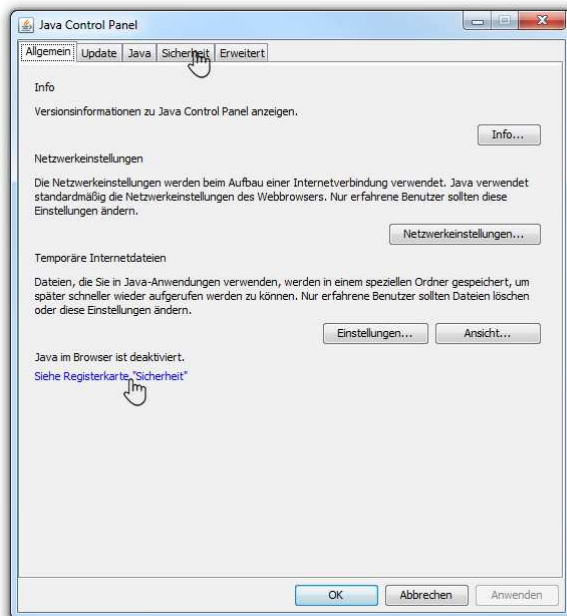 Java Control Panel
Allgemein Update Java Sicherheit Erweitert
Info
Versionsinformationen zu Java Control Panel anzeigen.
Info...
Netzwerkeinstellungen
Die Netzwerkeinstellungen werden beim Aufbau einer Internetverbindung verwendet. Java verwendet
standardmäßig die Netzwerkeinstellungen des Webbrowsers. Nur erfahrene Benutzer sollten diese
Einstellungen ändern.
Netzwerkeinstellungen...
Temporäre Internetdateien
Dateien, die Sie in Java-Anwendungen verwenden, werden in einem speziellen Ordner gespeichert, um
später schneller wieder aufgerufen werden zu können. Nur erfahrene Benutzer sollten Dateien löschen
oder diese Einstellungen ändern.
Einstellungen... Ansicht...
Java im Browser ist deaktiviert.
Siehe Registerkarte "Sicherheit"
OK Abbrechen Anwenden